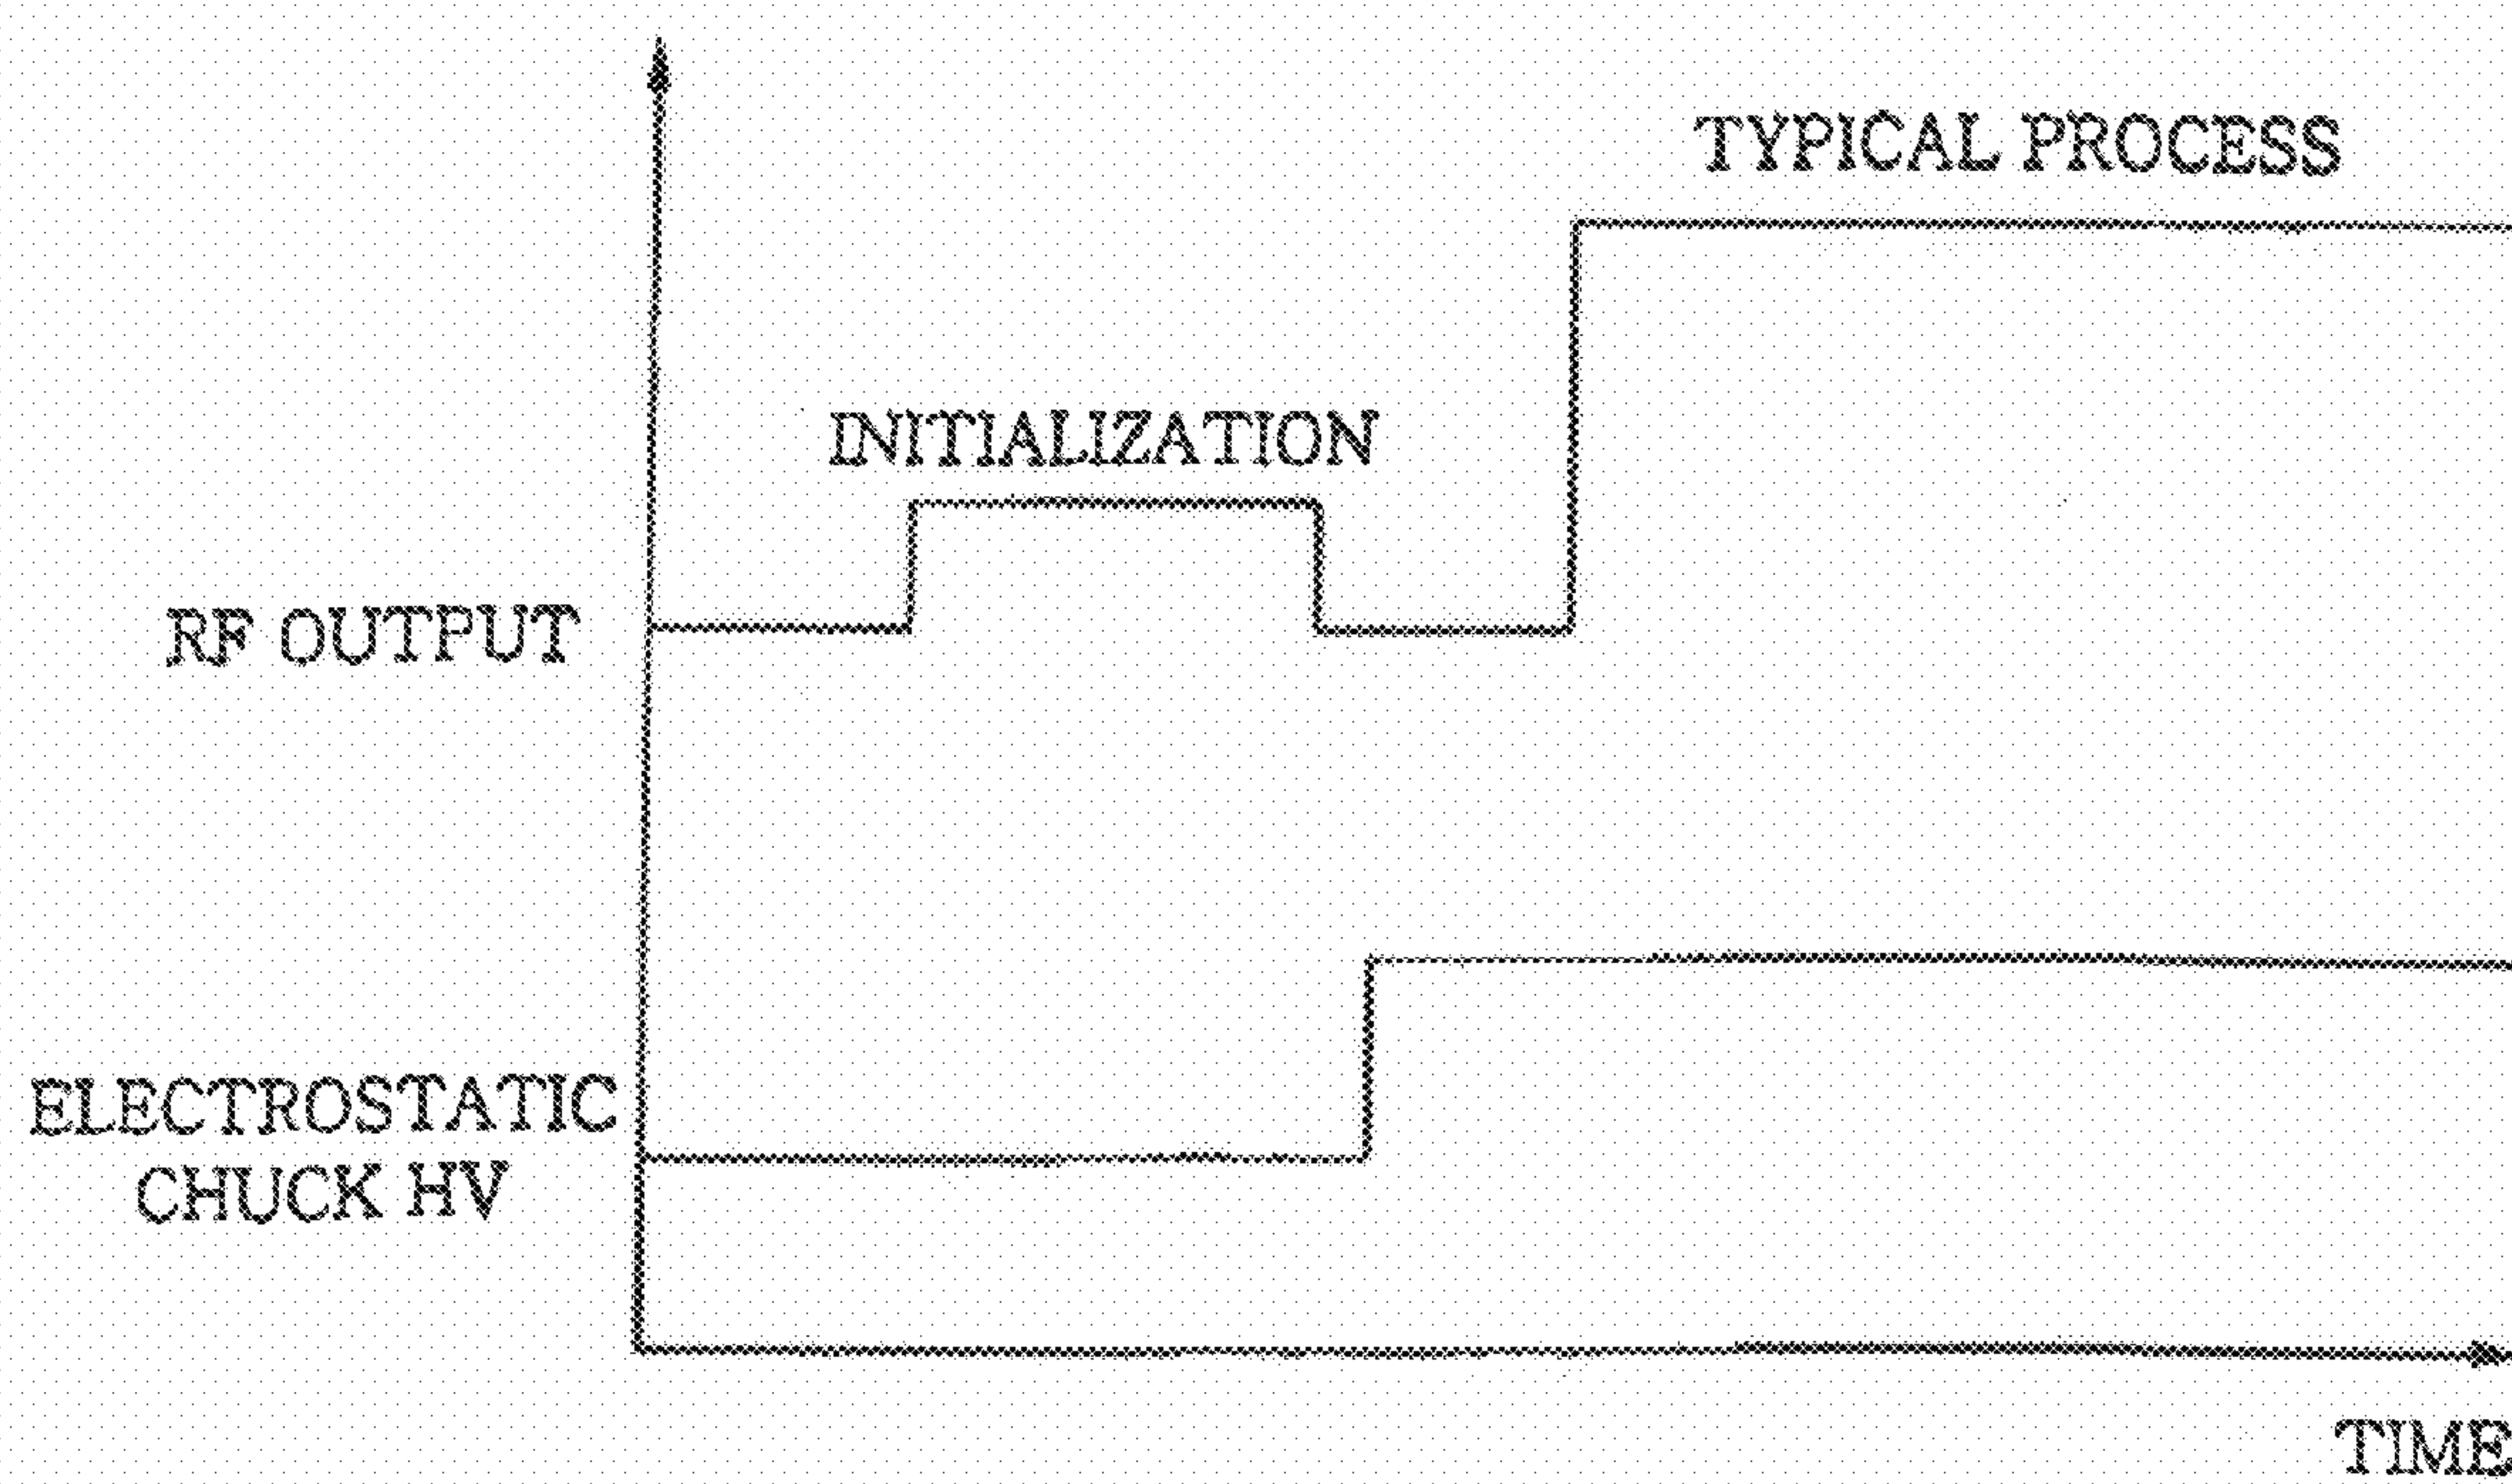 TYPICAL PROCESS
INITIALIZATION
RF OUTPUT
ELECTROSTATIC
CHUCK HV
TIME